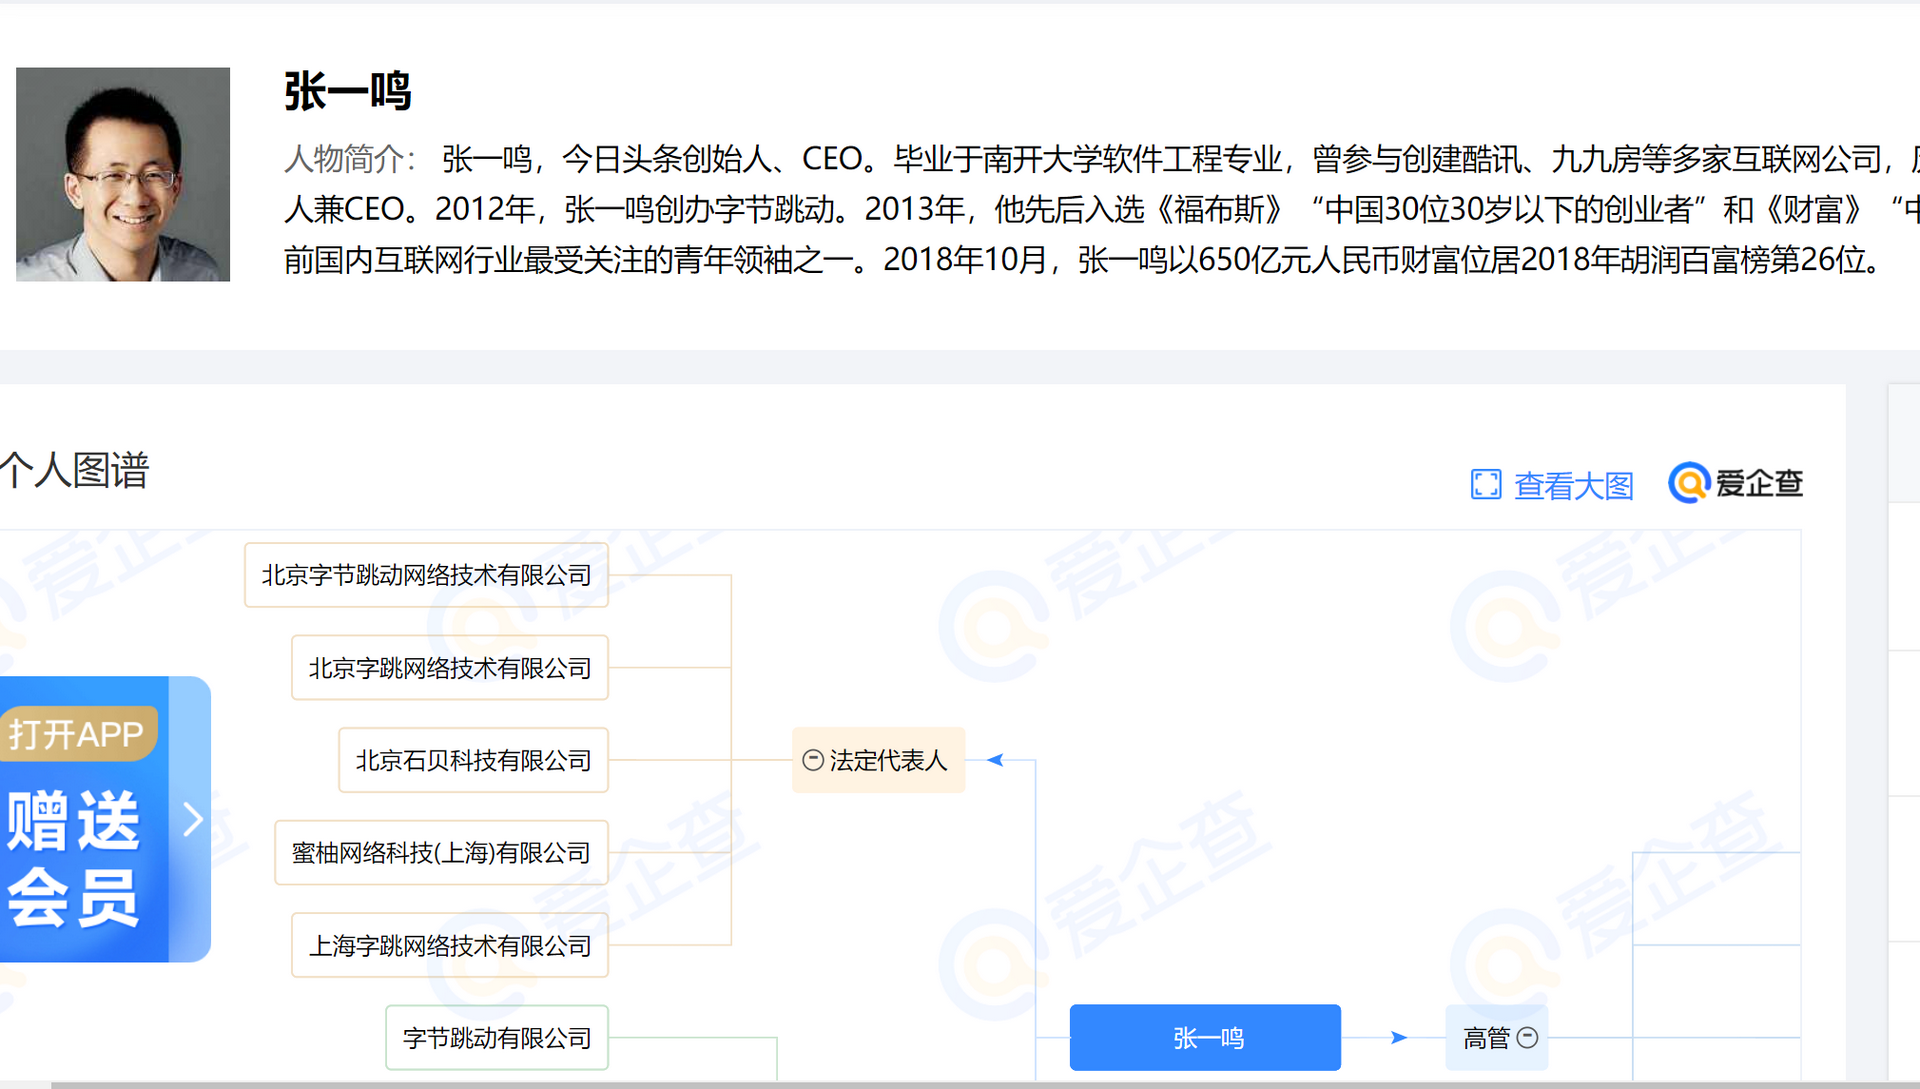 张一鸣
人物简介： 张一鸣，今日头条创始人、CEO。毕业于南开大学软件工程专业，曾参与创建酷讯、九九房等多家互联网公司，
人兼CEO。2012年，张一鸣创办字节跳动。2013年，他先后入选《福布斯》“中国30位30岁以下的创业者”和《财富》“中
前国内互联网行业最受关注的青年领袖之一。2018年10月，张一鸣以650亿元人民币财富位居2018年胡润百富榜第26位。
个人图谱
查看大图
爱企查
北京字节跳动网络技术有限公司
北京字跳网络技术有限公司
打开APP
赠送
会员
北京石贝科技有限公司
法定代表人
蜜柚网络科技(上海)有限公司
上海字跳网络技术有限公司
字节跳动有限公司
张一鸣
高管
爱企查
爱企查
爱企查